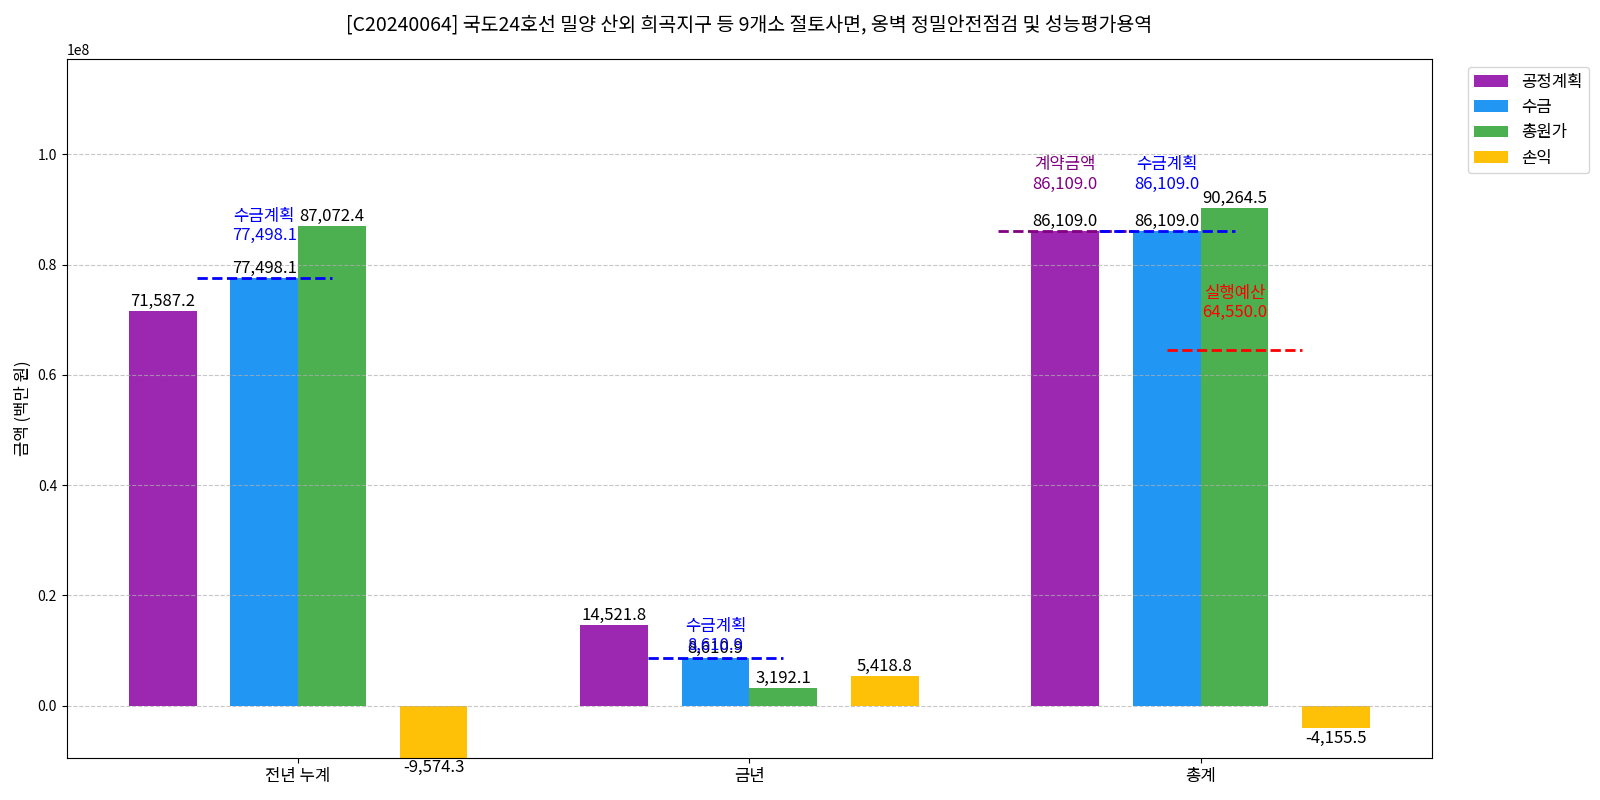 [C20240064] 국도24호선 밀양 산외 희곡지구 등 9개소 절토사면, 옹벽 정밀안전점검 및 성능평가용역
1e8
금액 (백만 원)
1.0
0.8
0.6
0.4
0.2
0.0
71,587.2
수금계획
77,498.1
77,498.1
87,072.4
-9,574.3
14,521.8
수금계획
8,610.9
8,610.9
3,192.1
5,418.8
계약금액
86,109.0
86,109.0
수금계획
86,109.0
86,109.0
90,264.5
실행예산
64,550.0
-4,155.5
전년 누계
금년
총계
공정계획
수금
총원가
손익